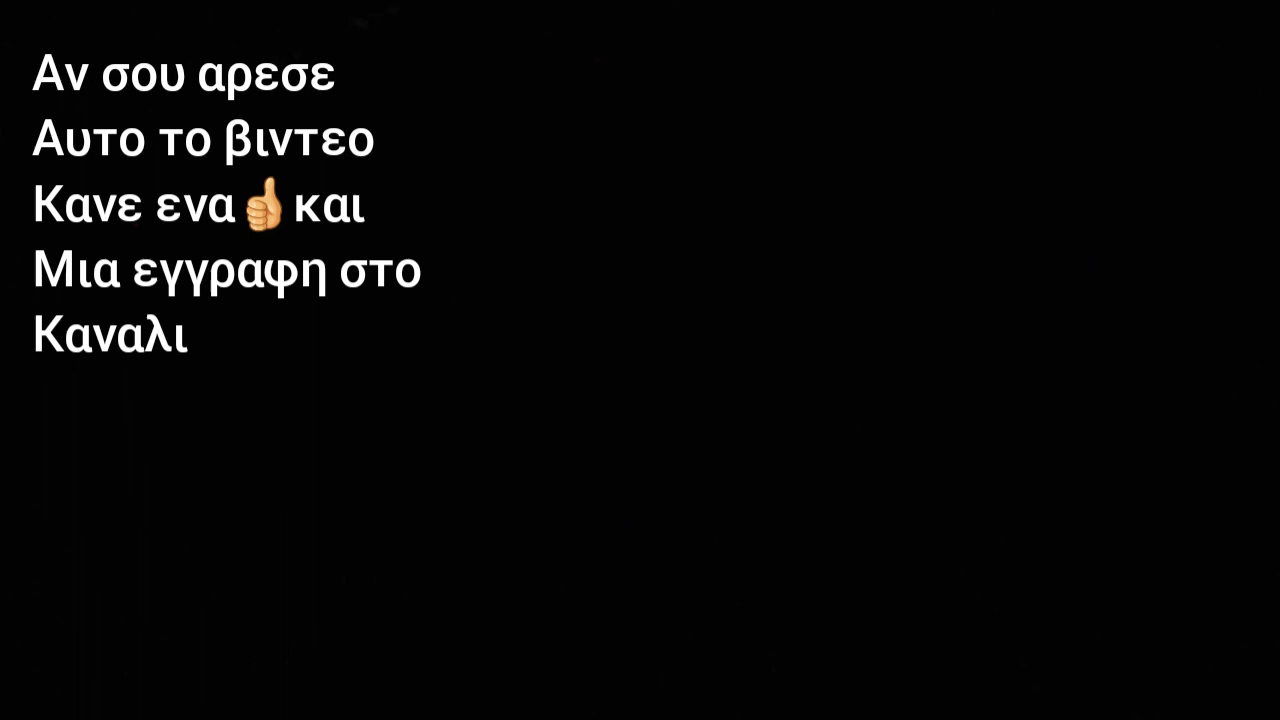 Αν σου αρεσε
Αυτο το βιντεο
Κανε ενα👍και
Μια εγγραφη στο
Καναλι